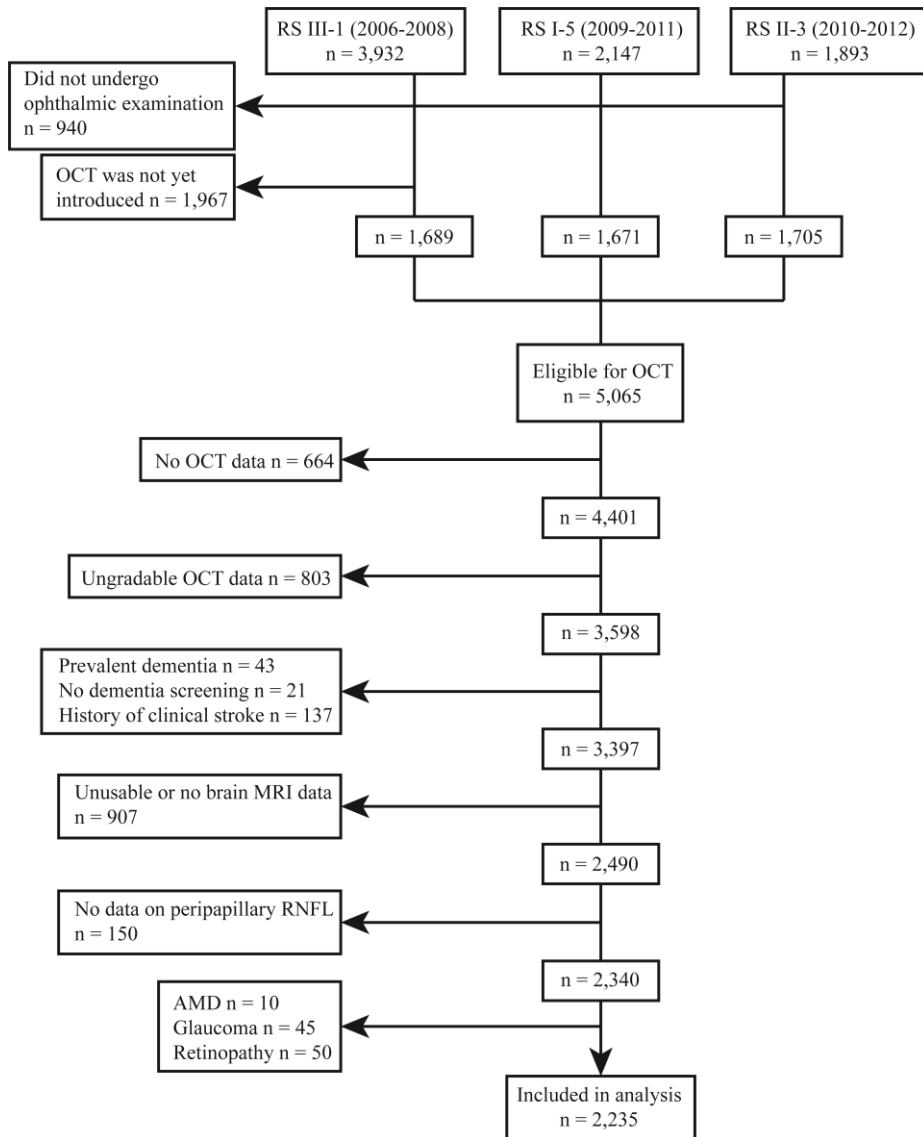 RS III-1 (2006-2008)
n = 3,932
RS I-5 (2009-2011)
n = 2,147
RS II-3 (2010-2012)
n = 1,893
Did not undergo
ophthalmic examination
n = 940
OCT was not yet
introduced n = 1,967
n = 1,689
n = 1,671
n = 1,705
Eligible for OCT
n = 5,065
No OCT data n = 664
n = 4,401
Ungradable OCT data n = 803
n = 3,598
Prevalent dementia n = 43
No dementia screening n = 21
History of clinical stroke n = 137
n = 3,397
Unusable or no brain MRI data
n = 907
n = 2,490
No data on peripapillary RNFL
n = 150
n = 2,340
AMD n = 10
Glaucoma n = 45
Retinopathy n = 50
Included in analysis
n = 2,235